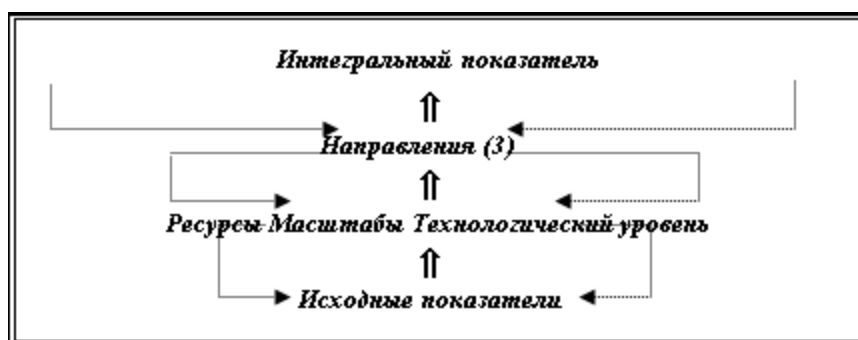 Интегральный показатель
Направления (3)
Ресурсы Масштабы Технологический уровень
Исходные показатели